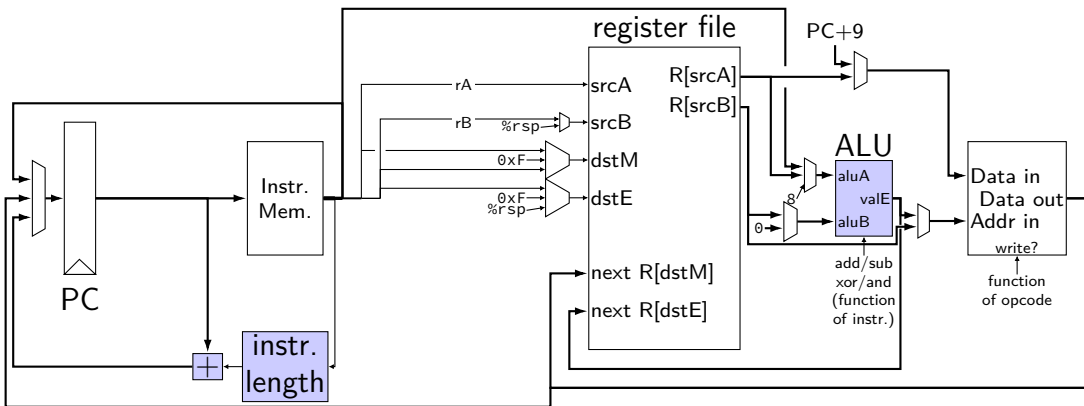 register file
PC+9
R[srcA]
rA
srcA
R[srcB]
rB
%rsp
srcB
ALU
0xF
dstM
Instr.
Mem.
aluA
Data in
8
valE
Data out
0xF
%rsp
dstE
0
aluB
Addr in
write?
add/sub
xor/and
(function
of instr.)
function
of opcode
next R[dstM]
PC
next R[dstE]
+
instr.
length